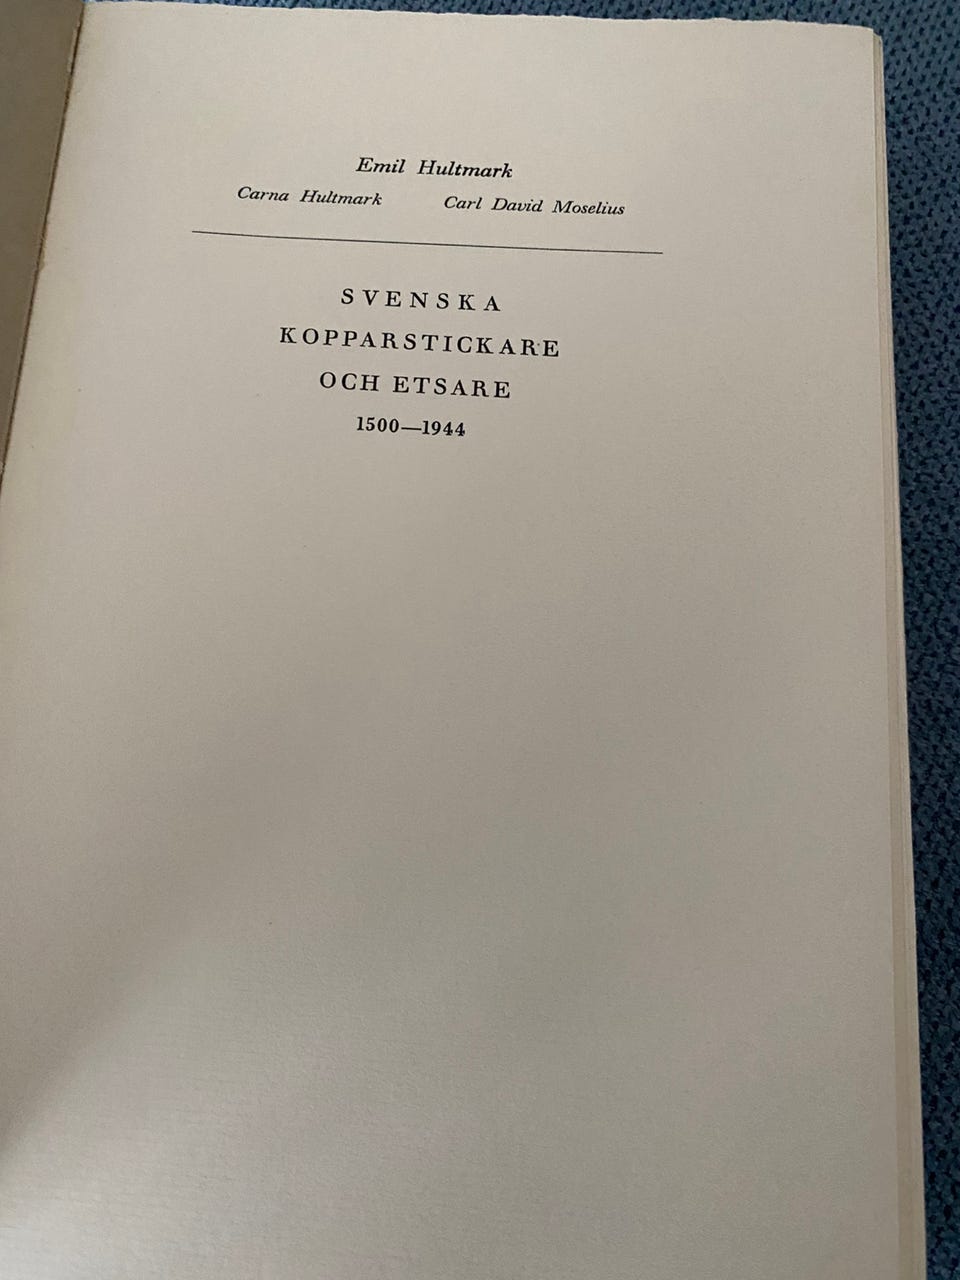 Emil Hultmark
Carna Hultmark Carl David Moselius
SVENSKA
KOPPARSTICKARE
OCH ETSARE
1500—1944